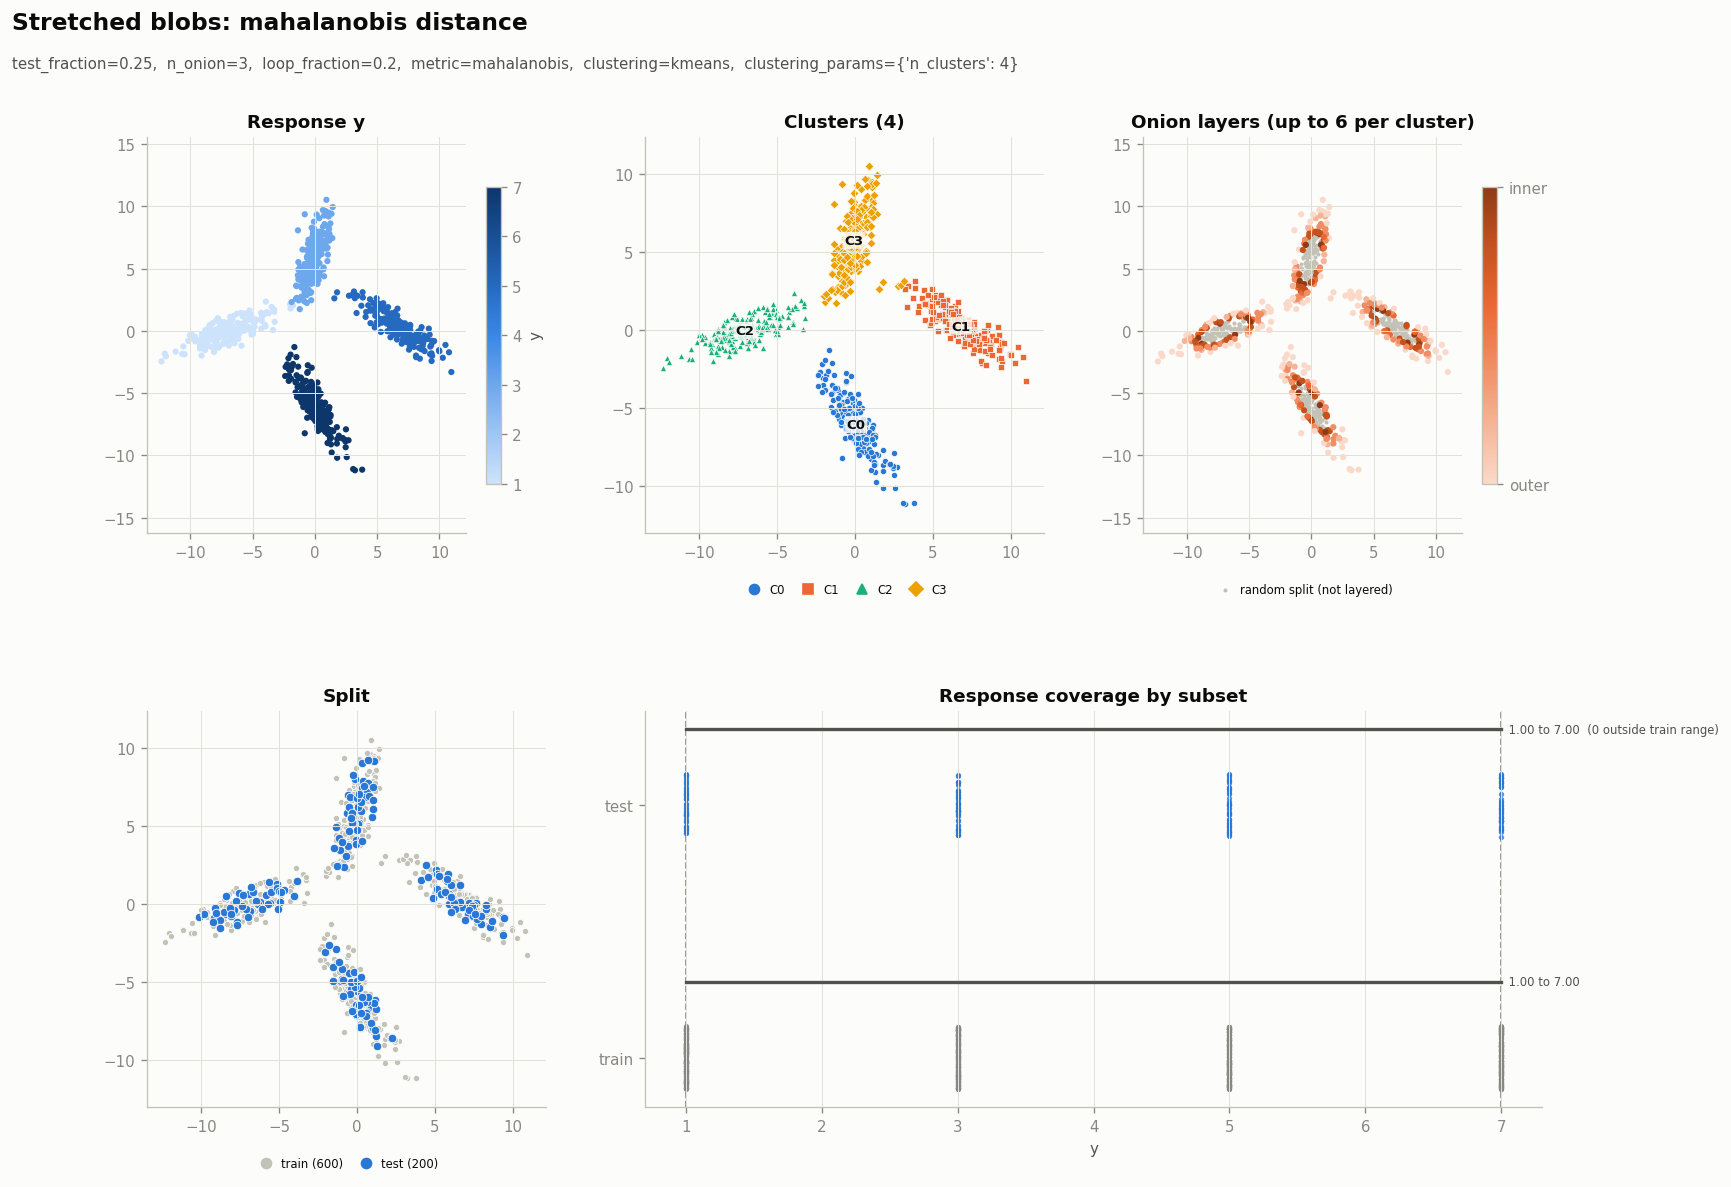 Stretched blobs: mahalanobis distance
test_fraction=0.25,  n_onion=3,  loop_fraction=0.2,  metric=mahalanobis,  clustering=kmeans,  clustering_params={'n_clusters': 4}
Response y
15
10
5
0
−5
−10
−15
−10 −5 0 5 10
7
6
5
4
3
2
1
y
Clusters (4)
10
5
0
−5
−10
−10 −5 0 5 10
C3
C2
C1
C0
C0 C1 C2 C3
Onion layers (up to 6 per cluster)
15
10
5
0
−5
−10
−15
−10 −5 0 5 10
inner
outer
random split (not layered)
Split
10
5
0
−5
−10
−10 −5 0 5 10
train (600) test (200)
Response coverage by subset
1.00 to 7.00  (0 outside train range)
test
1.00 to 7.00
train
1 2 3 4 5 6 7
y